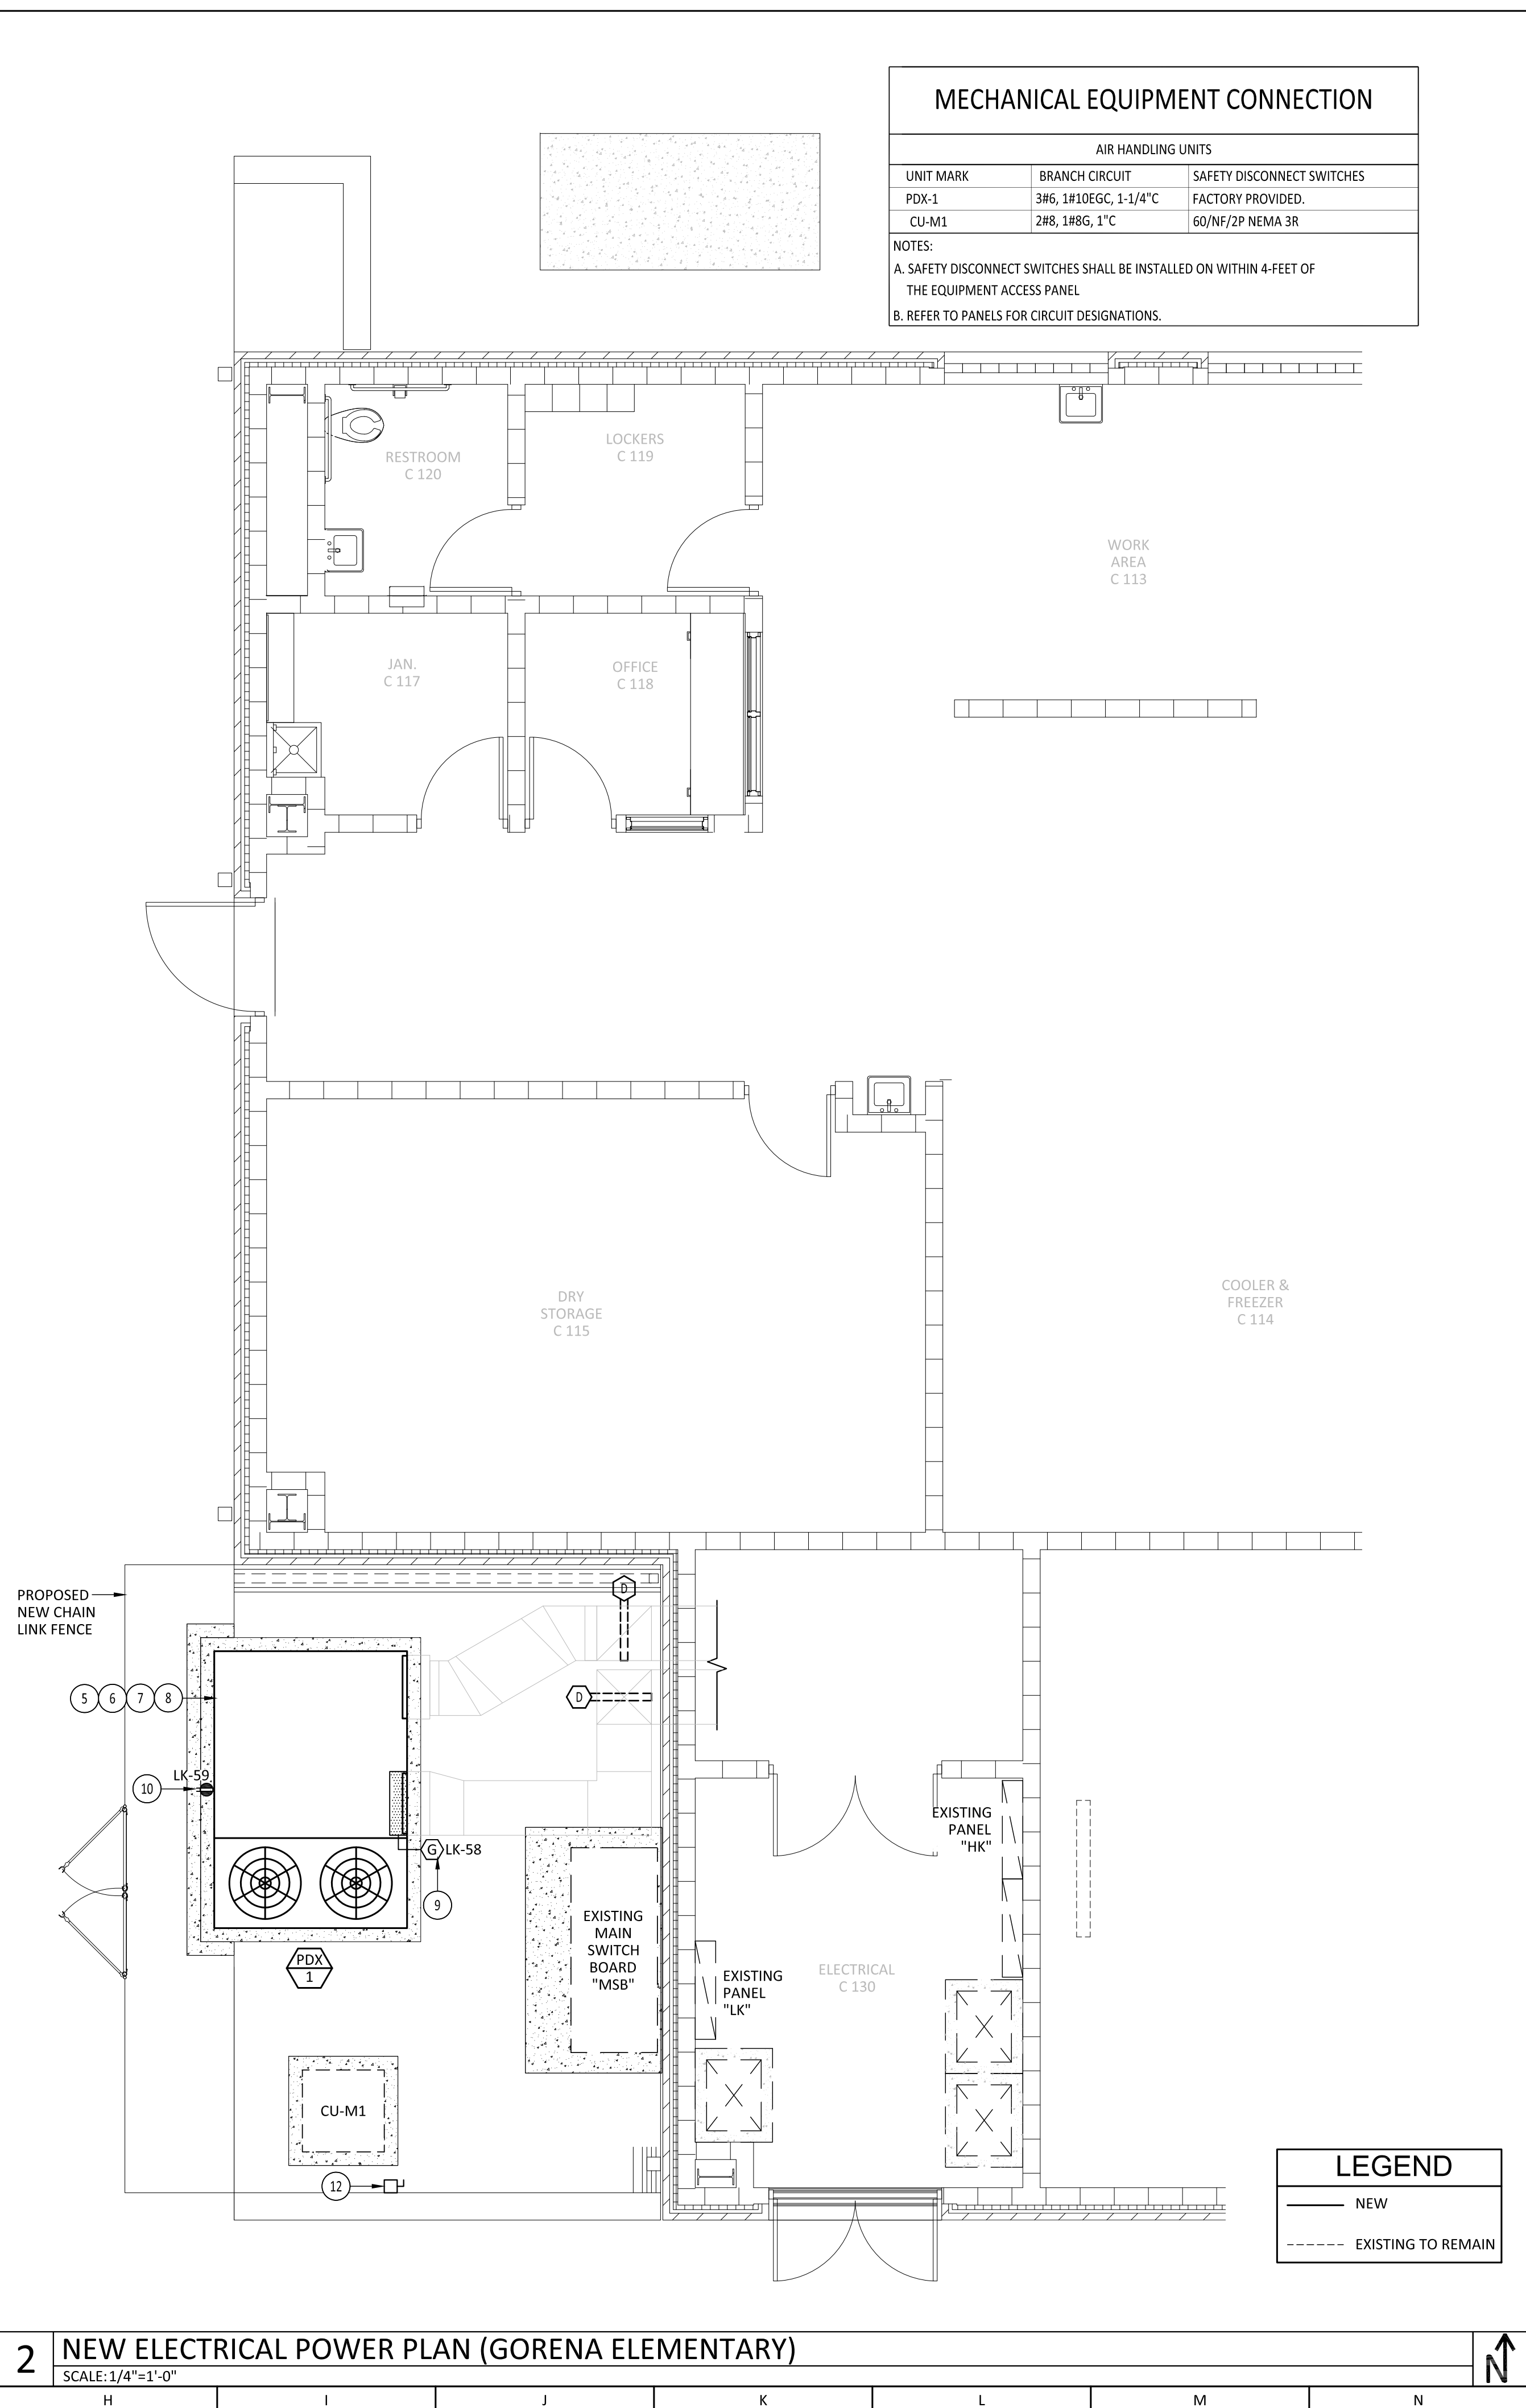 MECHANICAL EQUIPMENT CONNECTION
AIR HANDLING UNITS
UNIT MARK BRANCH CIRCUIT SAFETY DISCONNECT SWITCHES
PDX-1 3#6, 1#10EGC, 1-1/4"C FACTORY PROVIDED.
CU-M1 2#8, 1#8G, 1"C 60/NF/2P NEMA 3R
NOTES:
A. SAFETY DISCONNECT SWITCHES SHALL BE INSTALLED ON WITHIN 4-FEET OF
THE EQUIPMENT ACCESS PANEL
B. REFER TO PANELS FOR CIRCUIT DESIGNATIONS.
RESTROOM
C 120
LOCKERS
C 119
WORK
AREA
C 113
JAN.
C 117
OFFICE
C 118
DRY
STORAGE
C 115
COOLER &
FREEZER
C 114
PROPOSED
NEW CHAIN
LINK FENCE
D
D
5 6 7 8
10
LK-59
G LK-58
9
EXISTING
PANEL
"HK"
EXISTING
MAIN
SWITCH
BOARD
"MSB"
PDX
1
EXISTING
PANEL
"LK"
ELECTRICAL
C 130
CU-M1
12
LEGEND
NEW
EXISTING TO REMAIN
2 NEW ELECTRICAL POWER PLAN (GORENA ELEMENTARY)
SCALE: 1/4"=1'-0"
N
H I J K L M N